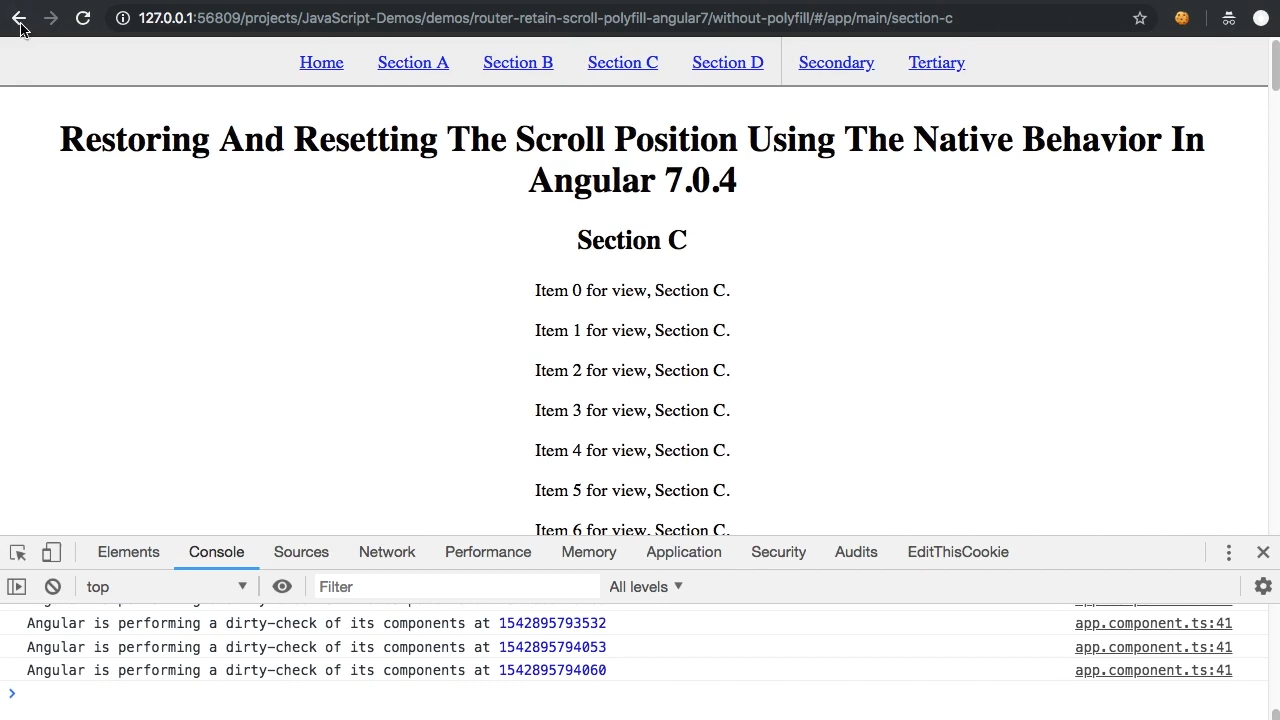 127.0.0.1:56809/projects/JavaScript-Demos/demos/router-retain-scroll-polyfill-angular7/without-polyfill/#/app/main/section-c
Home Section A Section B Section C Section D Secondary Tertiary
Restoring And Resetting The Scroll Position Using The Native Behavior In
Angular 7.0.4
Section C
Item 0 for view, Section C.
Item 1 for view, Section C.
Item 2 for view, Section C.
Item 3 for view, Section C.
Item 4 for view, Section C.
Item 5 for view, Section C.
Item 6 for view, Section C.
Elements Console Sources Network Performance Memory Application Security Audits EditThisCookie
top Filter All levels
Angular is performing a dirty-check of its components at 1542895793532 app.component.ts:41
Angular is performing a dirty-check of its components at 1542895794053 app.component.ts:41
Angular is performing a dirty-check of its components at 1542895794060 app.component.ts:41